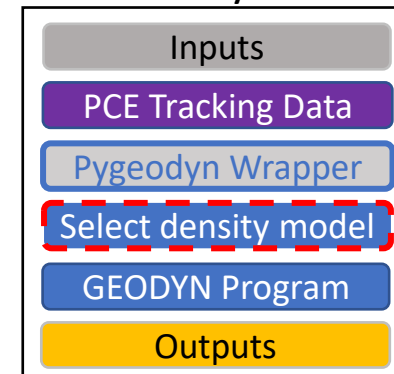 Inputs
PCE Tracking Data
Pygeodyn Wrapper
Select density model
GEODYN Program
Outputs